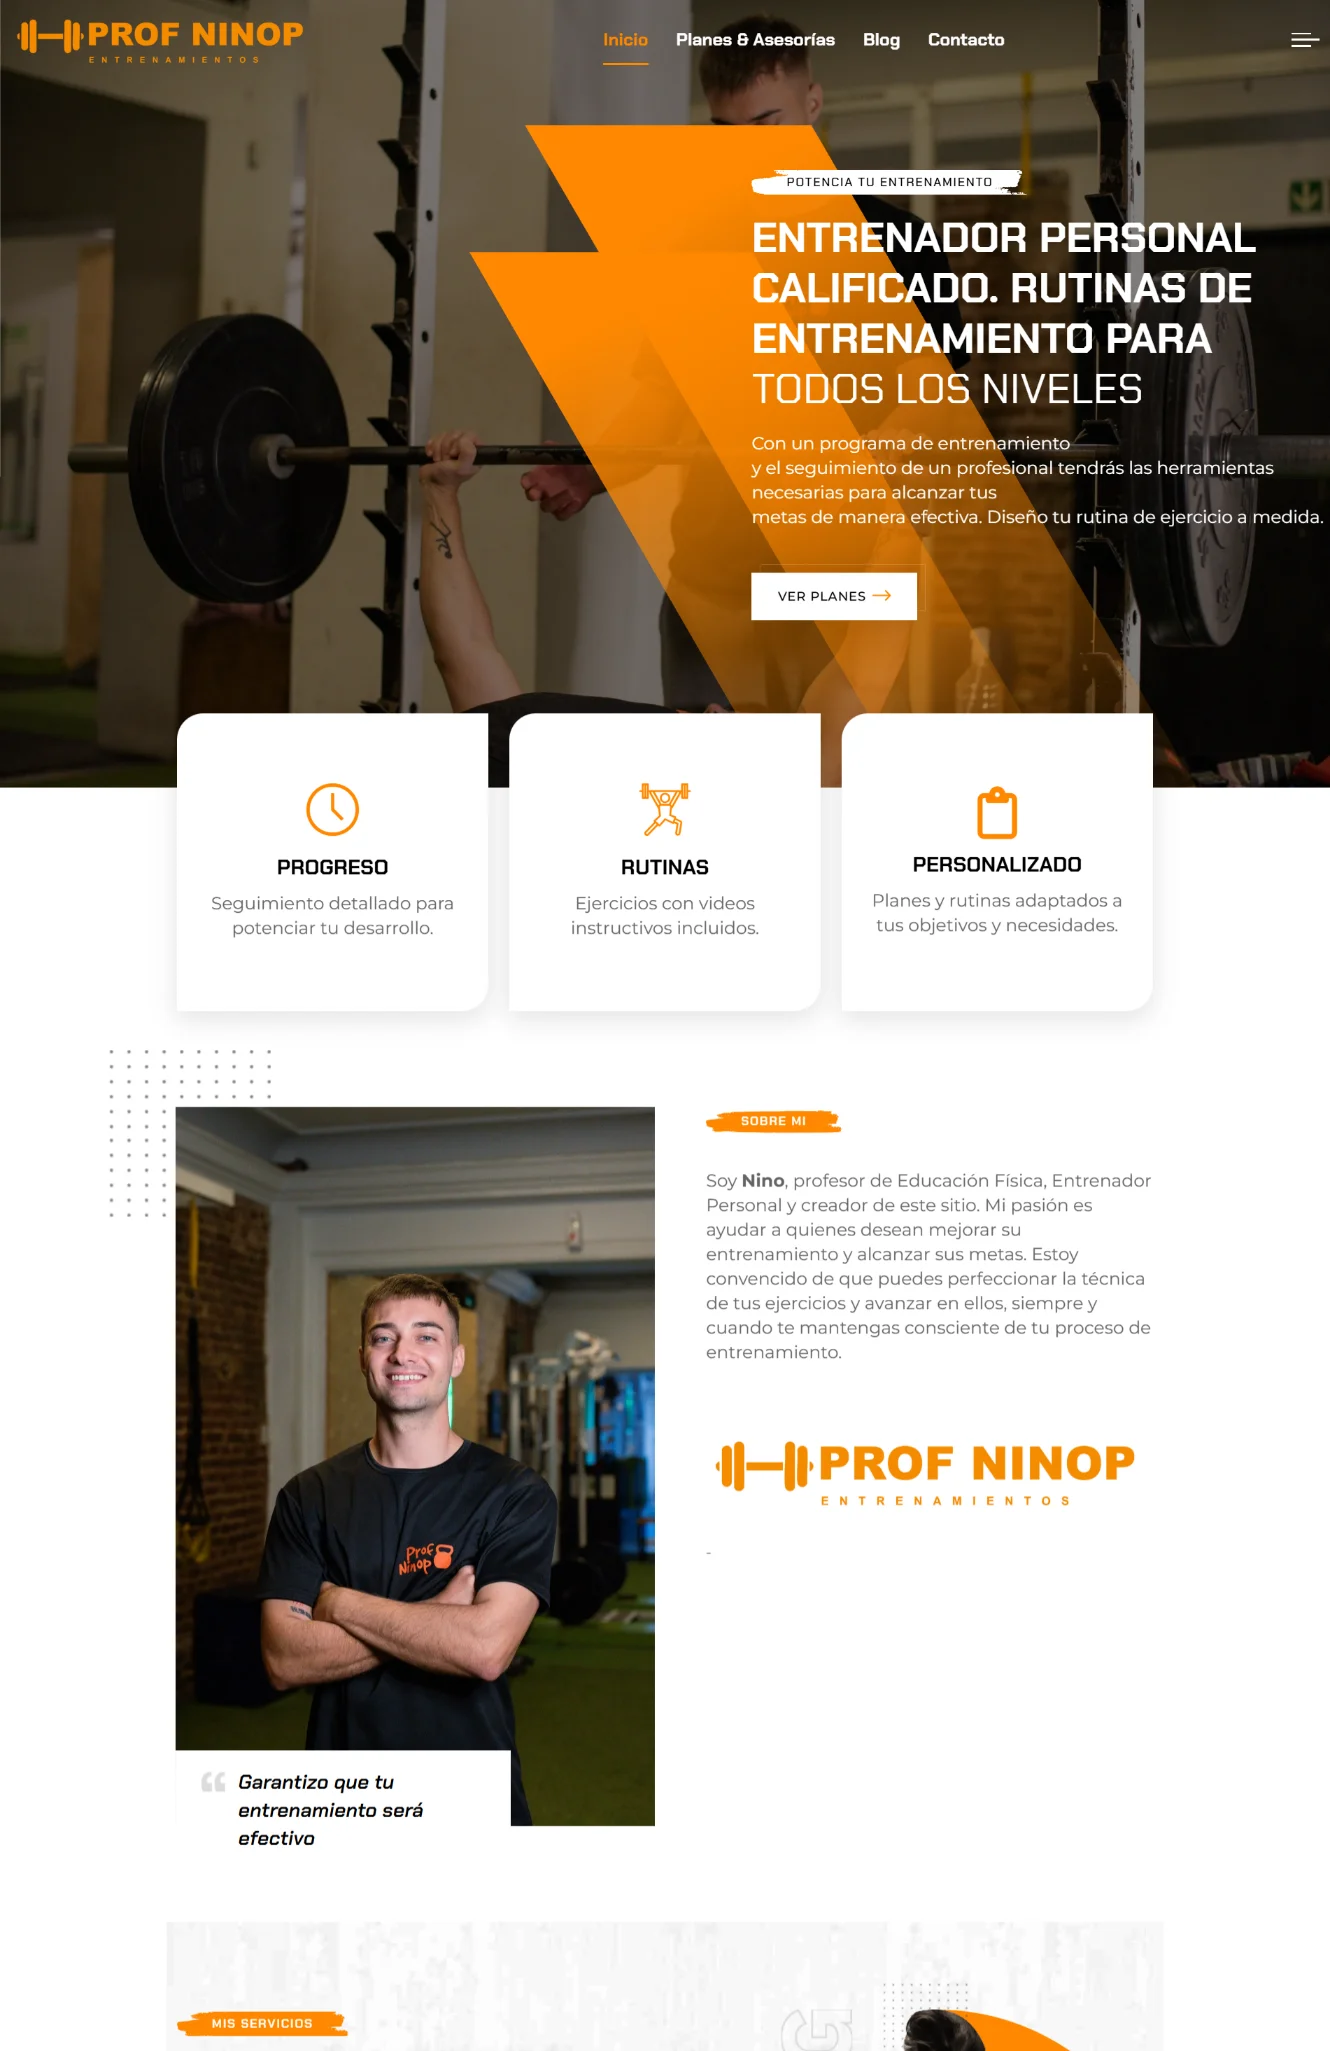 PROF NINOP
ENTRENAMIENTOS
Inicio
Planes & Asesorías
Blog
Contacto
POTENCIA TU ENTRENAMIENTO
ENTRENADOR PERSONAL
CALIFICADO. RUTINAS DE
ENTRENAMIENTO PARA
TODOS LOS NIVELES
Con un programa de entrenamiento
y el seguimiento de un profesional tendrás las herramientas
necesarias para alcanzar tus
metas de manera efectiva. Diseño tu rutina de ejercicio a medida.
VER PLANES
PROGRESO
Seguimiento detallado para
potenciar tu desarrollo.
RUTINAS
Ejercicios con videos
instructivos incluidos.
PERSONALIZADO
Planes y rutinas adaptados a
tus objetivos y necesidades.
SOBRE MI
Soy Nino, profesor de Educación Física, Entrenador
Personal y creador de este sitio. Mi pasión es
ayudar a quienes desean mejorar su
entrenamiento y alcanzar sus metas. Estoy
convencido de que puedes perfeccionar la técnica
de tus ejercicios y avanzar en ellos, siempre y
cuando te mantengas consciente de tu proceso de
entrenamiento.
PROF NINOP
ENTRENAMIENTOS
-
Prof
Ninop
Garantizo que tu
entrenamiento será
efectivo
MIS SERVICIOS